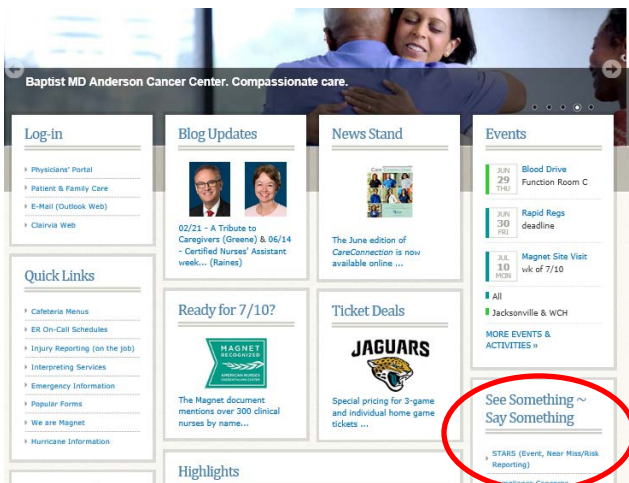 Baptist MD Anderson Cancer Center. Compassionate care.
Log-in
Physicians' Portal
Patient & Family Care
E-Mail (Outlook Web)
Clairvia Web
Quick Links
Cafeteria Menus
ER On-Call Schedules
Injury Reporting (on the job)
Interpreting Services
Emergency Information
Popular Forms
We are Magnet
Hurricane Information
Blog Updates
02/21 - A Tribute to
Caregivers (Greene) & 06/14
- Certified Nurses' Assistant
week... (Raines)
Ready for 7/10?
MAGNET
RECOGNIZED
AMERICAN NURSES
CREDENTIALING CENTER
The Magnet document
mentions over 300 clinical
nurses by name...
Highlights
News Stand
The June edition of
CareConnection is now
available online ...
Ticket Deals
JAGUARS
Special pricing for 3-game
and individual home game
tickets ...
Events
JUN
29
THU
Blood Drive
Function Room C
JUN
30
FRI
Rapid Regs
deadline
JUL
10
MON
Magnet Site Visit
wk of 7/10
All
Jacksonville & WCH
MORE EVENTS &
ACTIVITIES »
See Something ~
Say Something
STARS (Event, Near Miss/Risk
Reporting)
Compliance Concerns